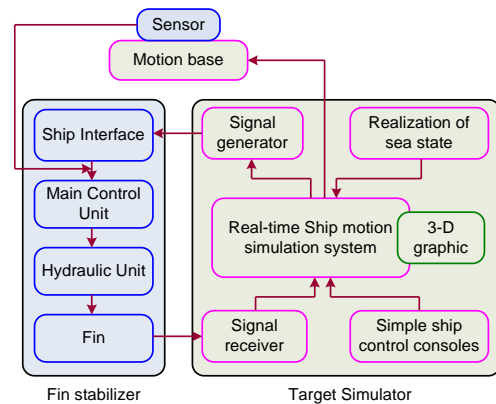 Sensor
Motion base
Ship Interface
Signal
generator
Realization of
sea state
Main Control
Unit
Real-time Ship motion
simulation system
3-D
graphic
Hydraulic Unit
Fin
Signal
receiver
Simple ship
control consoles
Fin stabilizer
Target Simulator